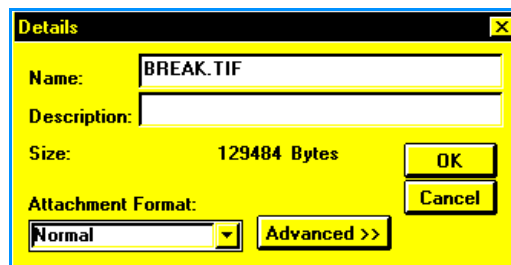 Details
Name: BREAK.TIF
Description:
Size: 129484 Bytes
OK
Attachment Format:
Cancel
Normal
Advanced >>